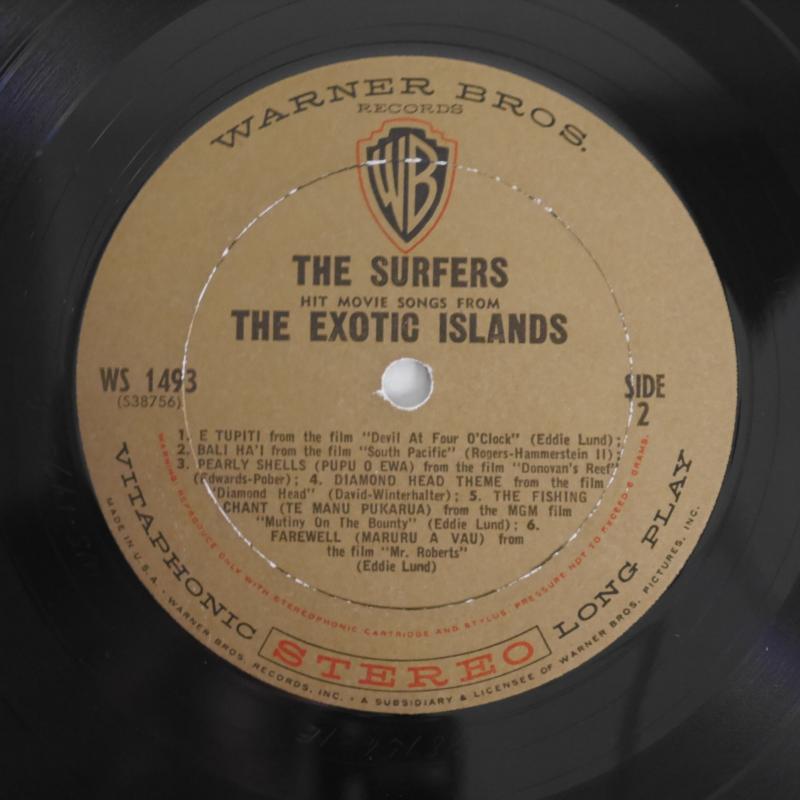 WARNER BROS.
RECORDS
WB
THE SURFERS
HIT MOVIE SONGS FROM
THE EXOTIC ISLANDS
WS 1493
(S38756)
SIDE
2
1. E TUPITI from the film "Devil At Four O'Clock" (Eddie Lund);
2. BALI HA'I from the film "South Pacific" (Rogers-Hammerstein II);
3. PEARLY SHELLS (PUPU O EWA) from the film "Donovan's Reef"
(Edwards-Pober); 4. DIAMOND HEAD THEME from the film
"Diamond Head" (David-Winterhalter); 5. THE FISHING
CHANT (TE MANU PUKARUA) from the MGM film
"Mutiny On The Bounty" (Eddie Lund); 6.
FAREWELL (MARURU A VAU) from
the film "Mr. Roberts"
(Eddie Lund)
WARNING: REPRODUCE ONLY WITH STEREOPHONIC CARTRIDGE AND STYLUS. PRESSURE NOT TO EXCEED 6 GRAMS.
VITAPHONIC STEREO LONG PLAY
MADE IN U.S.A. • WARNER BROS. RECORDS, INC. • A SUBSIDIARY & LICENSEE OF WARNER BROS. PICTURES, INC.